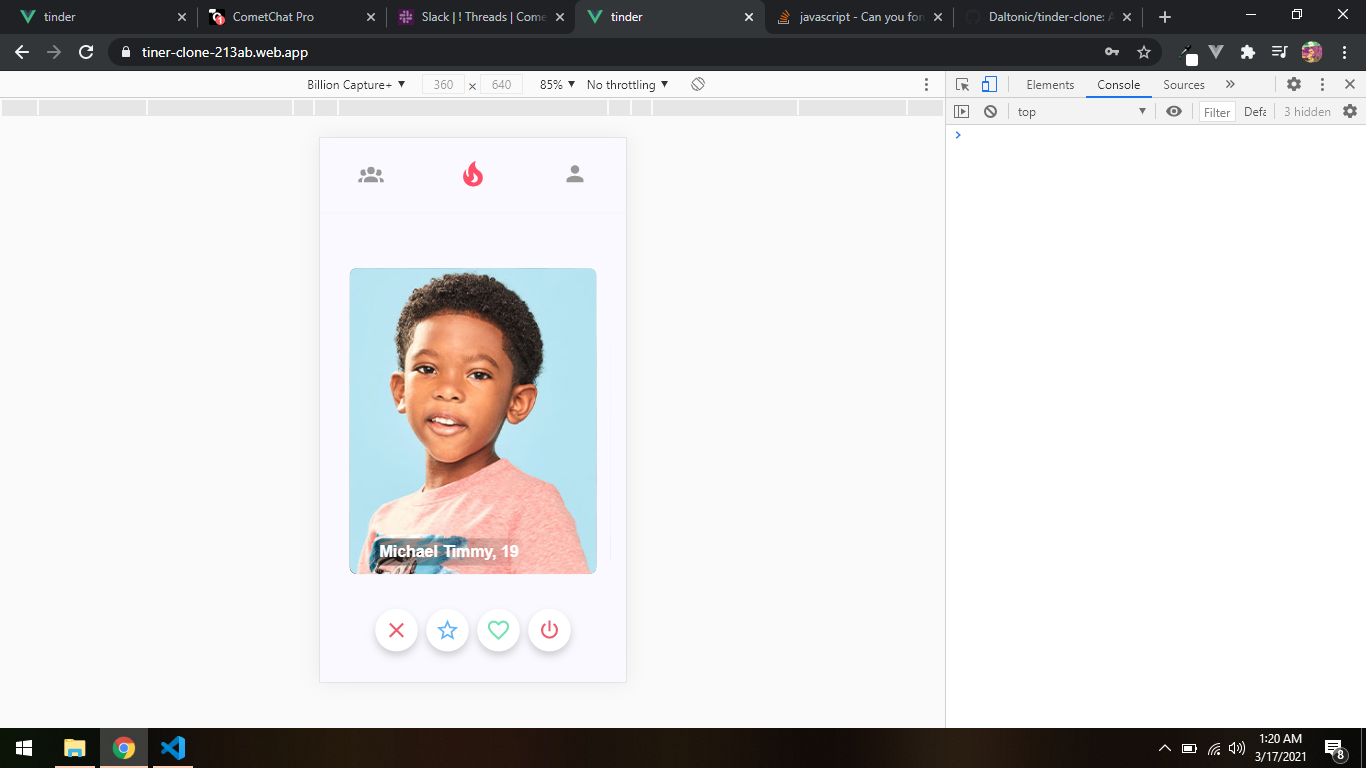 tinder
CometChat Pro
Slack | ! Threads | Come
tinder
javascript - Can you for
Daltonic/tinder-clone: A
tiner-clone-213ab.web.app
Billion Capture+ 360 × 640 85% No throttling
Elements Console Sources
top Filter Defa 3 hidden
Michael Timmy, 19
1:20 AM
3/17/2021
8